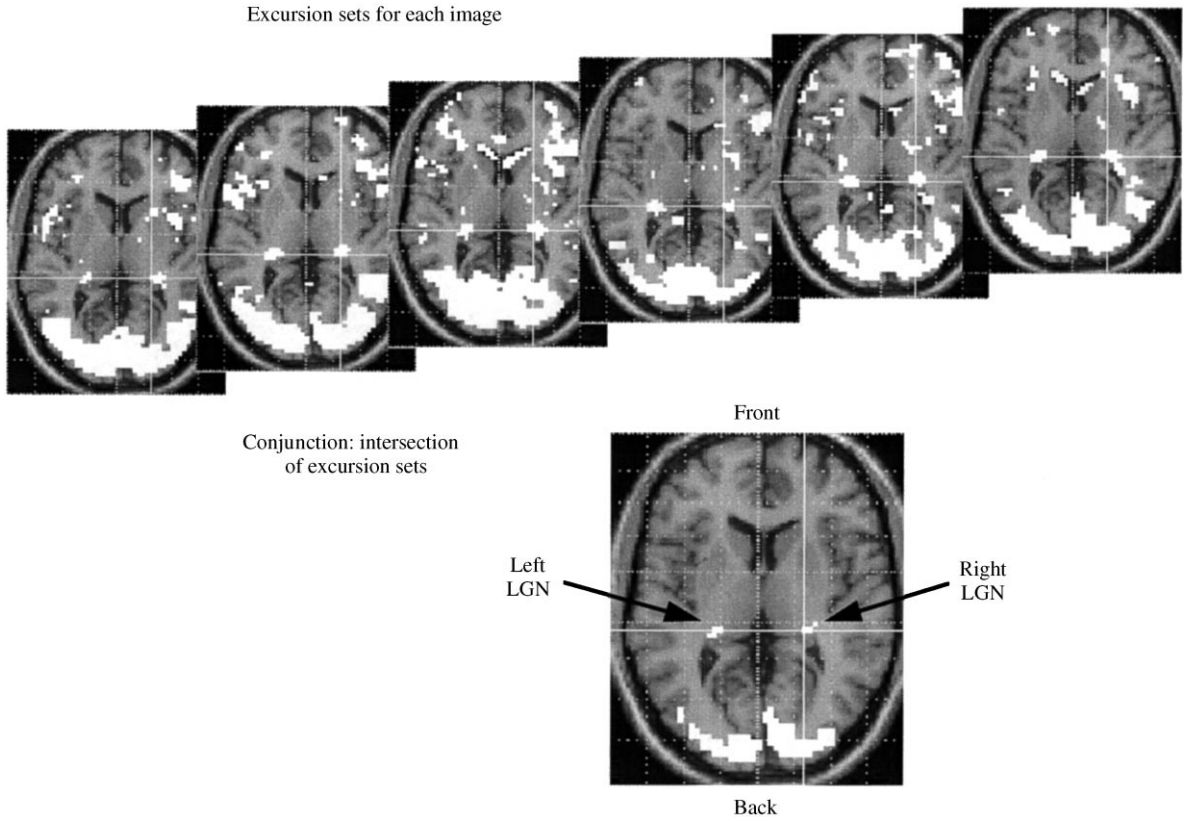 Excursion sets for each image
Conjunction: intersection
of excursion sets
Front
Left
LGN
Right
LGN
Back